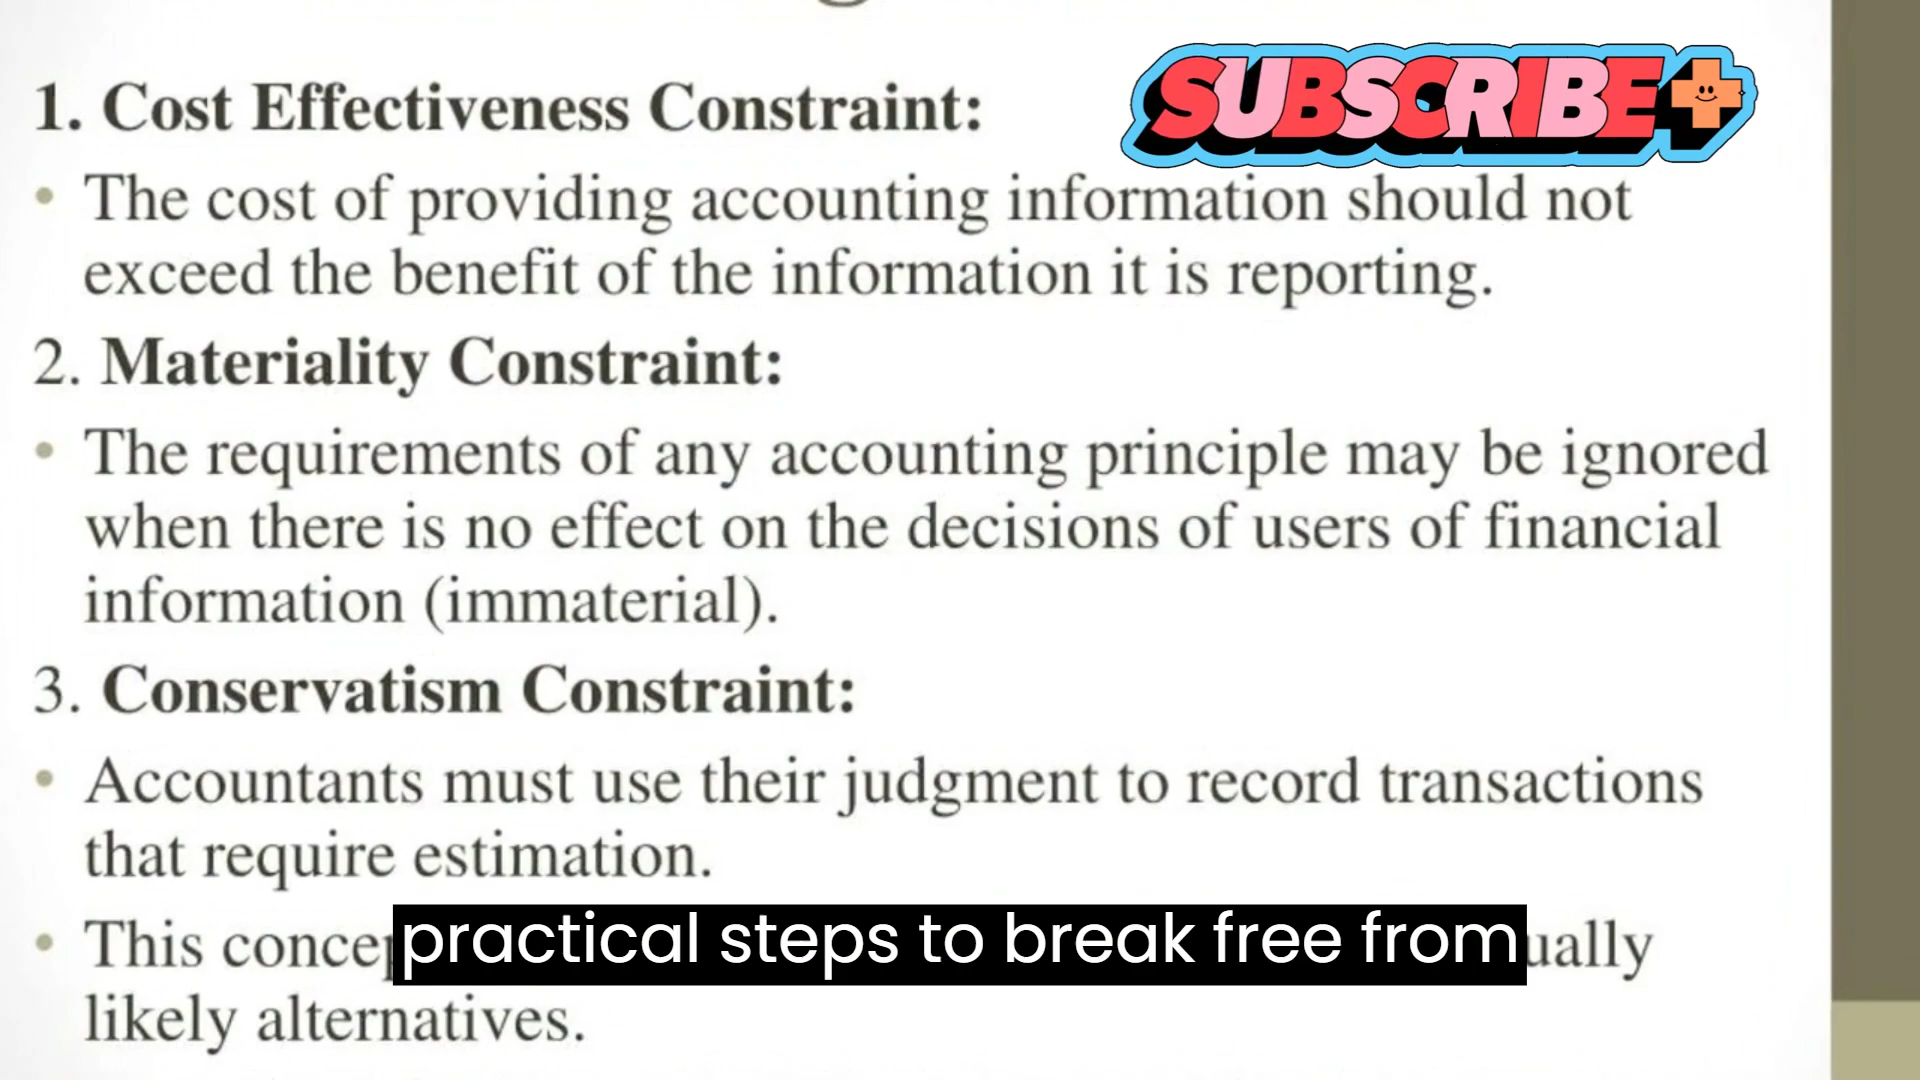 SUBSCRIBE
1. Cost Effectiveness Constraint:
• The cost of providing accounting information should not
exceed the benefit of the information it is reporting.
2. Materiality Constraint:
• The requirements of any accounting principle may be ignored
when there is no effect on the decisions of users of financial
information (immaterial).
3. Conservatism Constraint:
• Accountants must use their judgment to record transactions
that require estimation.
• This
practical steps to break free from
likely alternatives.